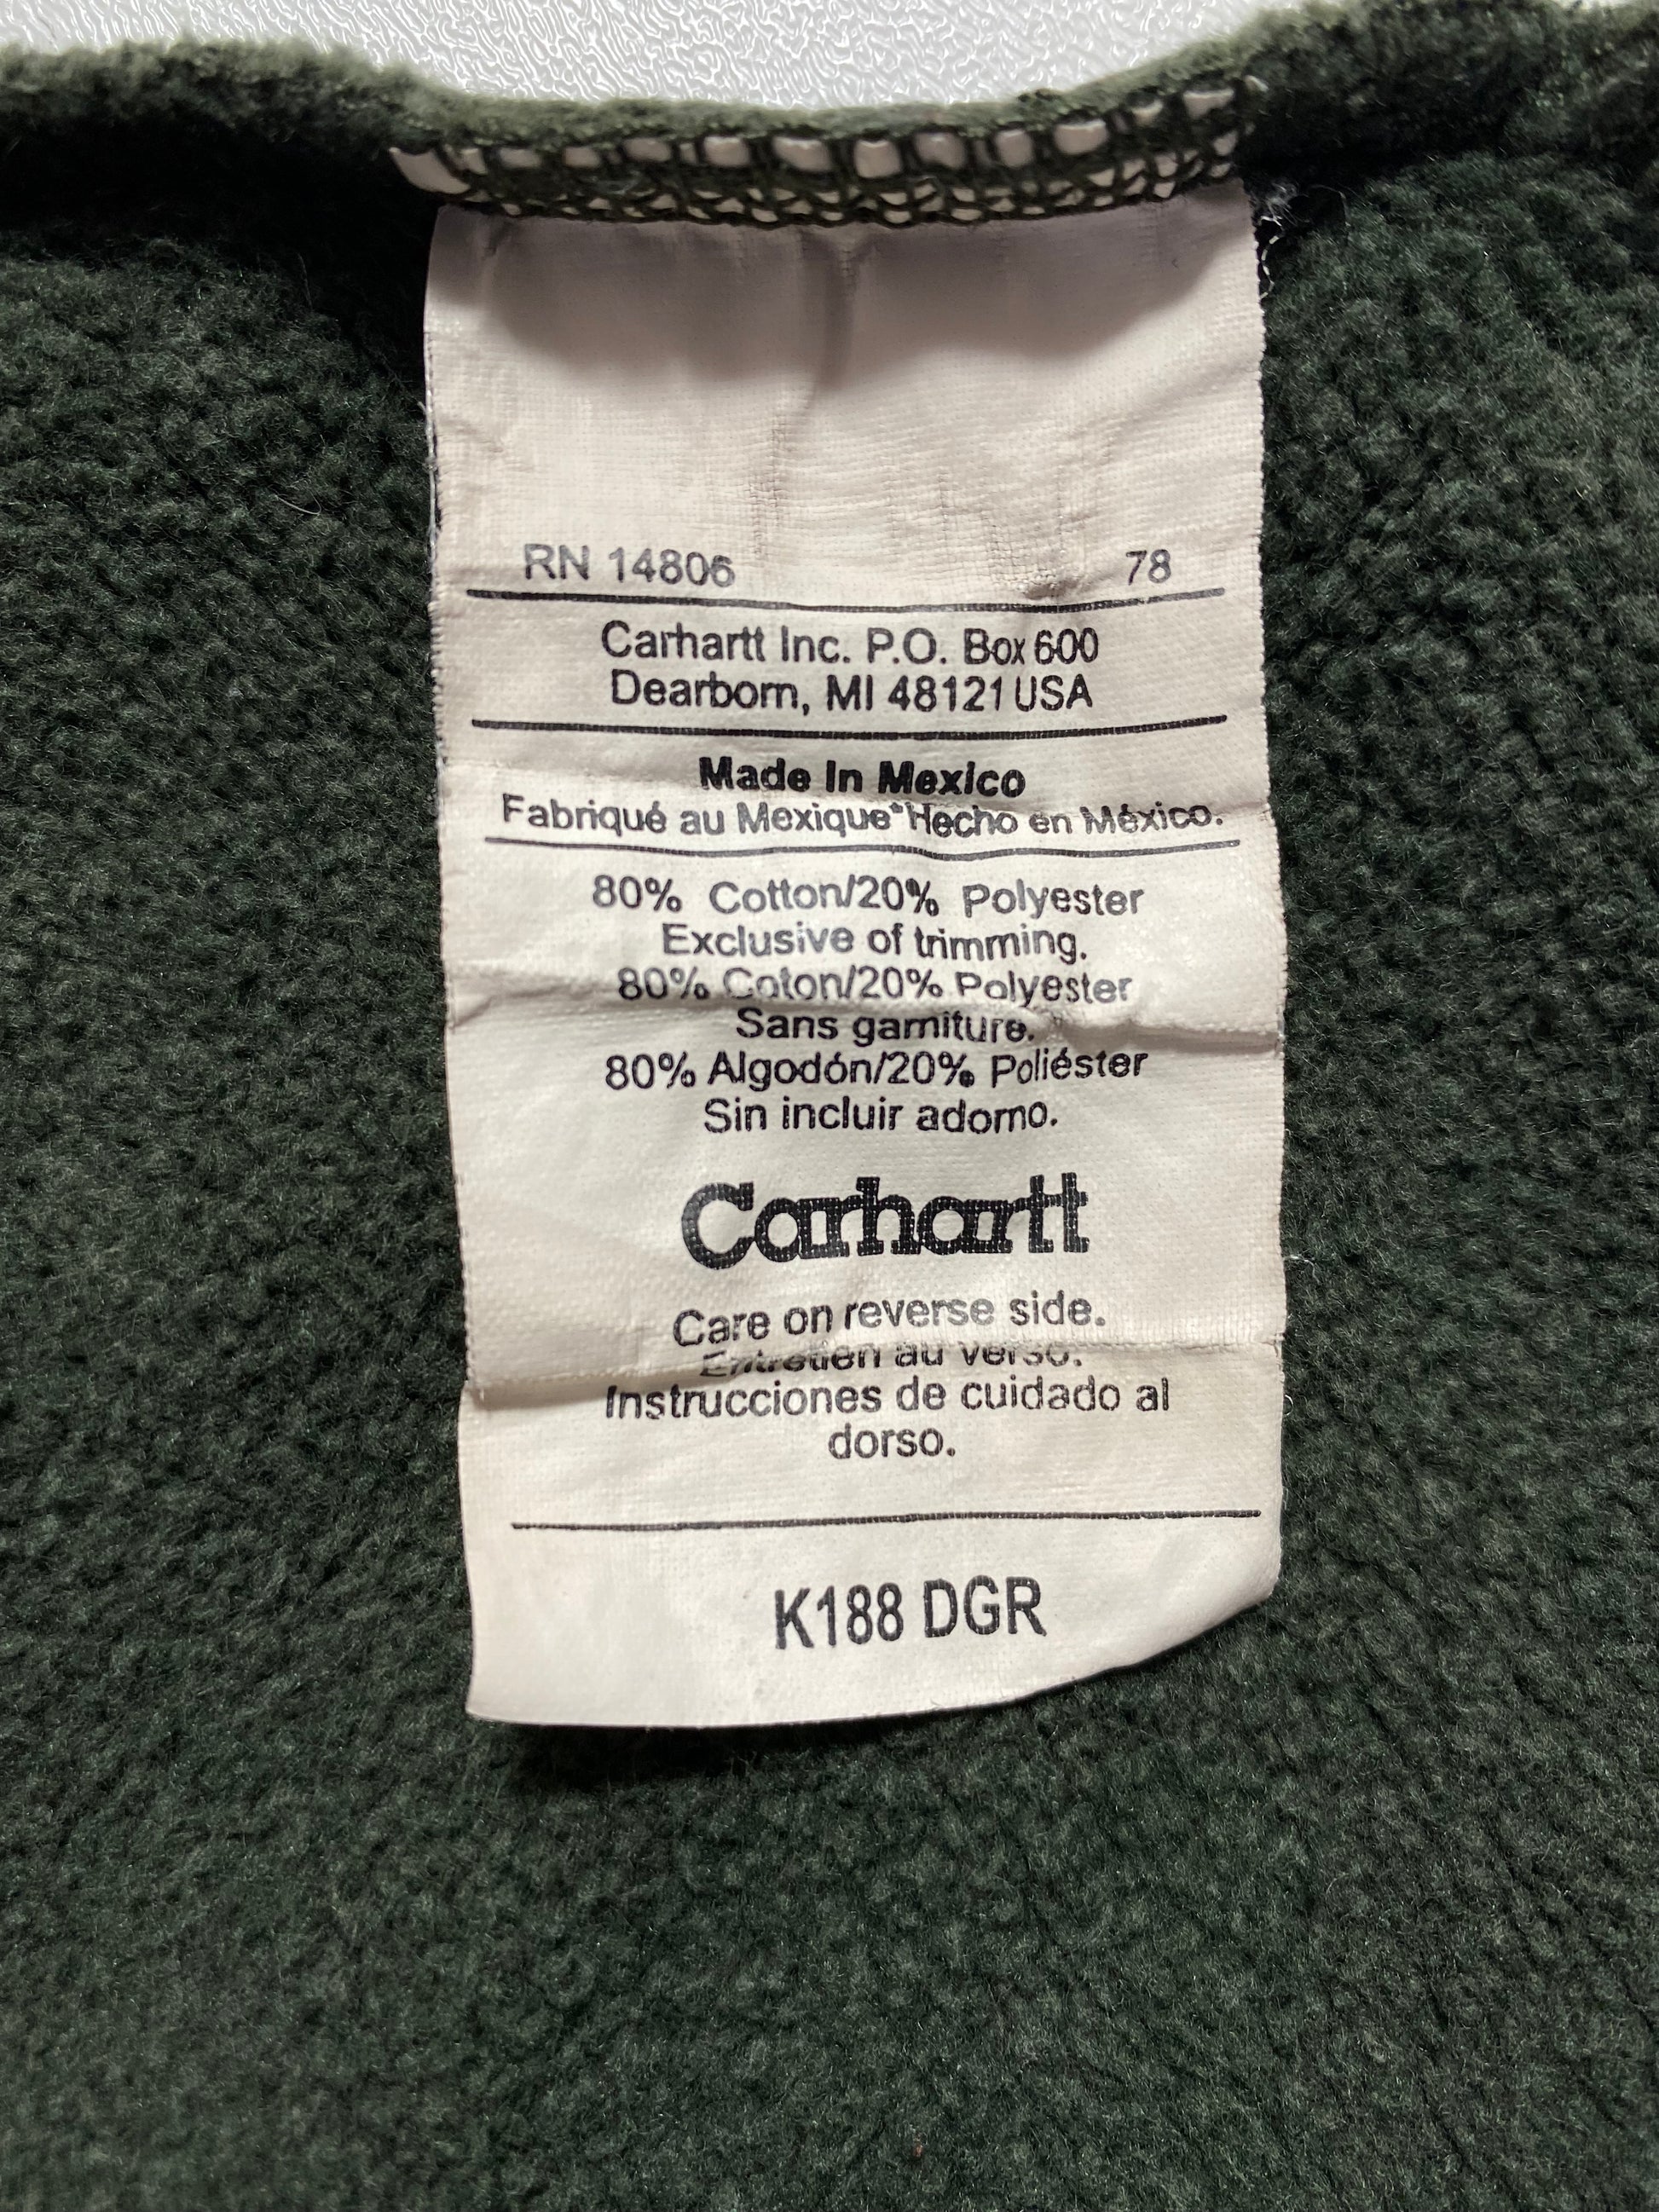 RN 14806 78
Carhartt Inc. P.O. Box 600
Dearborn, MI 48121 USA
Made In Mexico
Fabriqué au Mexique*Hecho en México.
80% Cotton/20% Polyester
Exclusive of trimming.
80% Coton/20% Polyester
Sans garniture.
80% Algodón/20% Poliéster
Sin incluir adorno.
Carhartt
Care on reverse side.
Entretien au verso.
Instrucciones de cuidado al
dorso.
K188 DGR